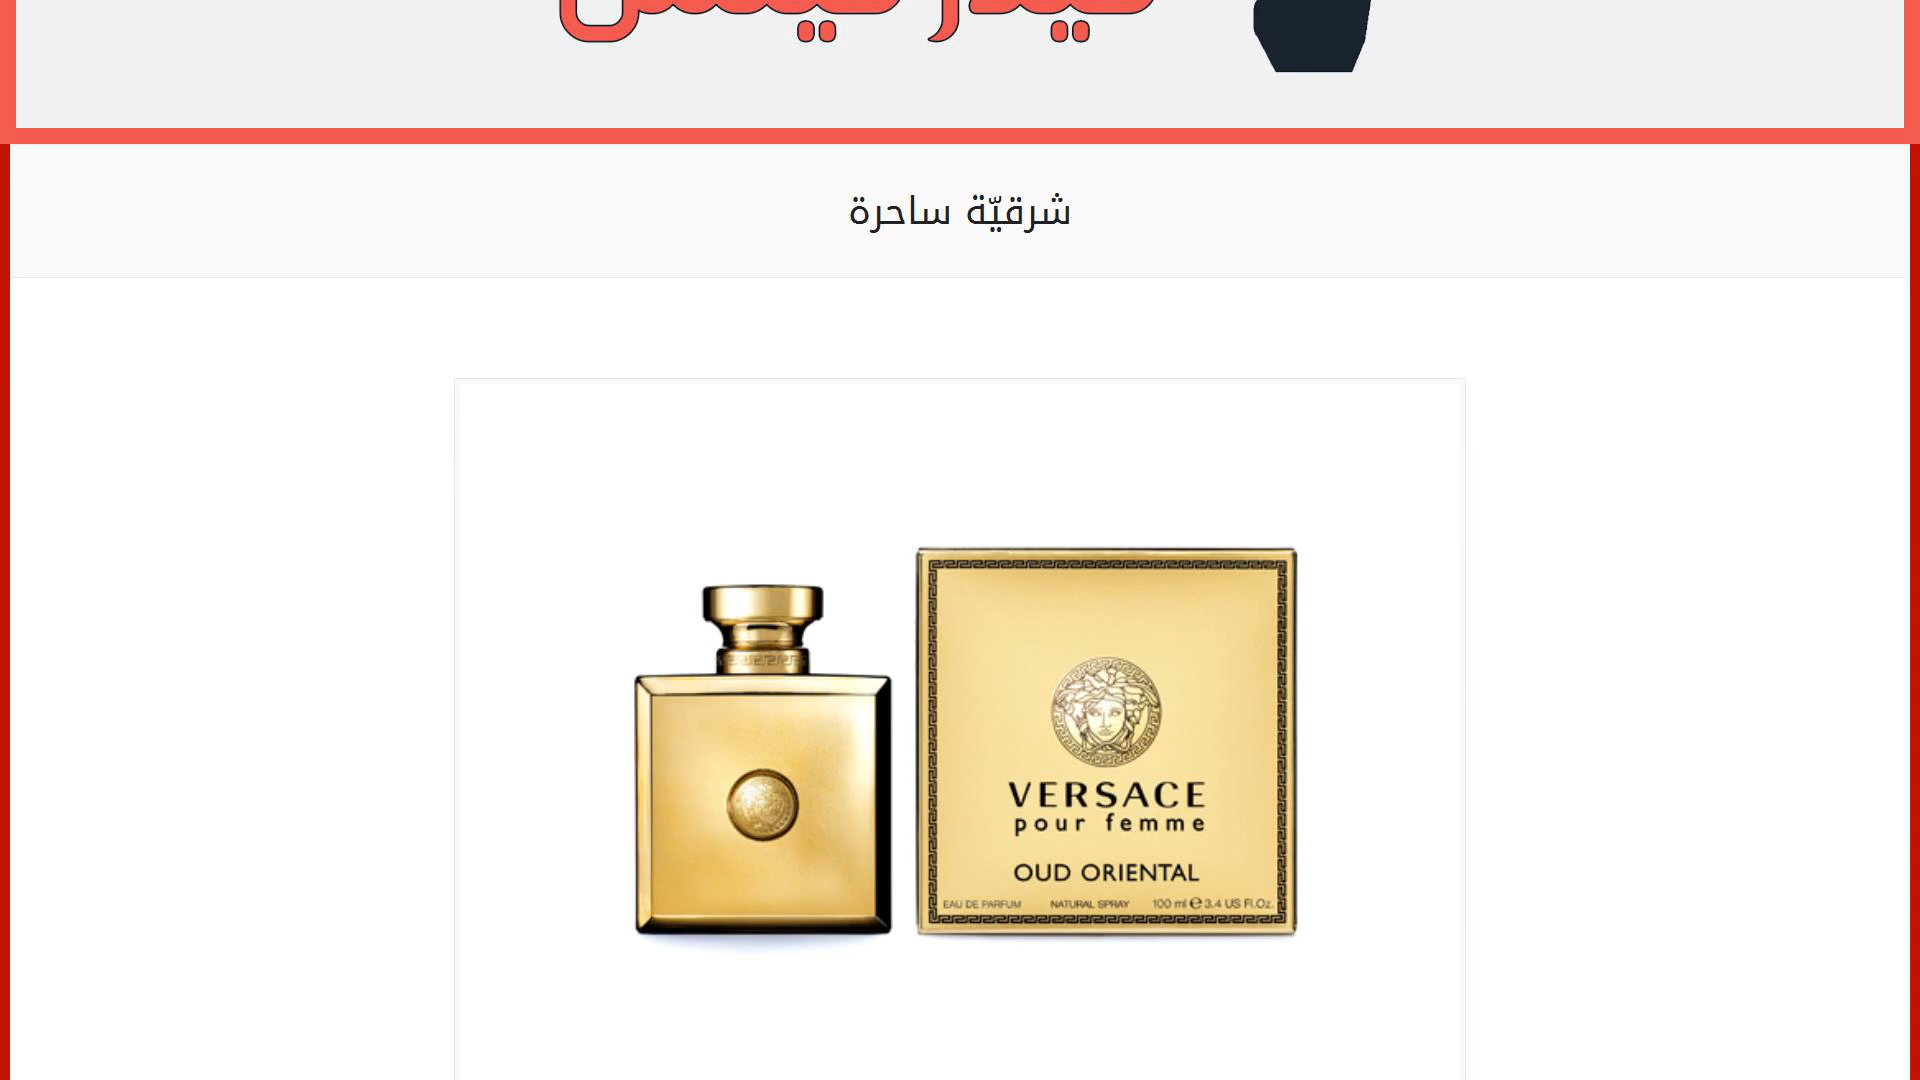 شرقيّة ساحرة
VERSACE
pour femme
OUD ORIENTAL
EAU DE PARFUM NATURAL SPRAY 100 ml ℮ 3.4 US Fl.Oz.